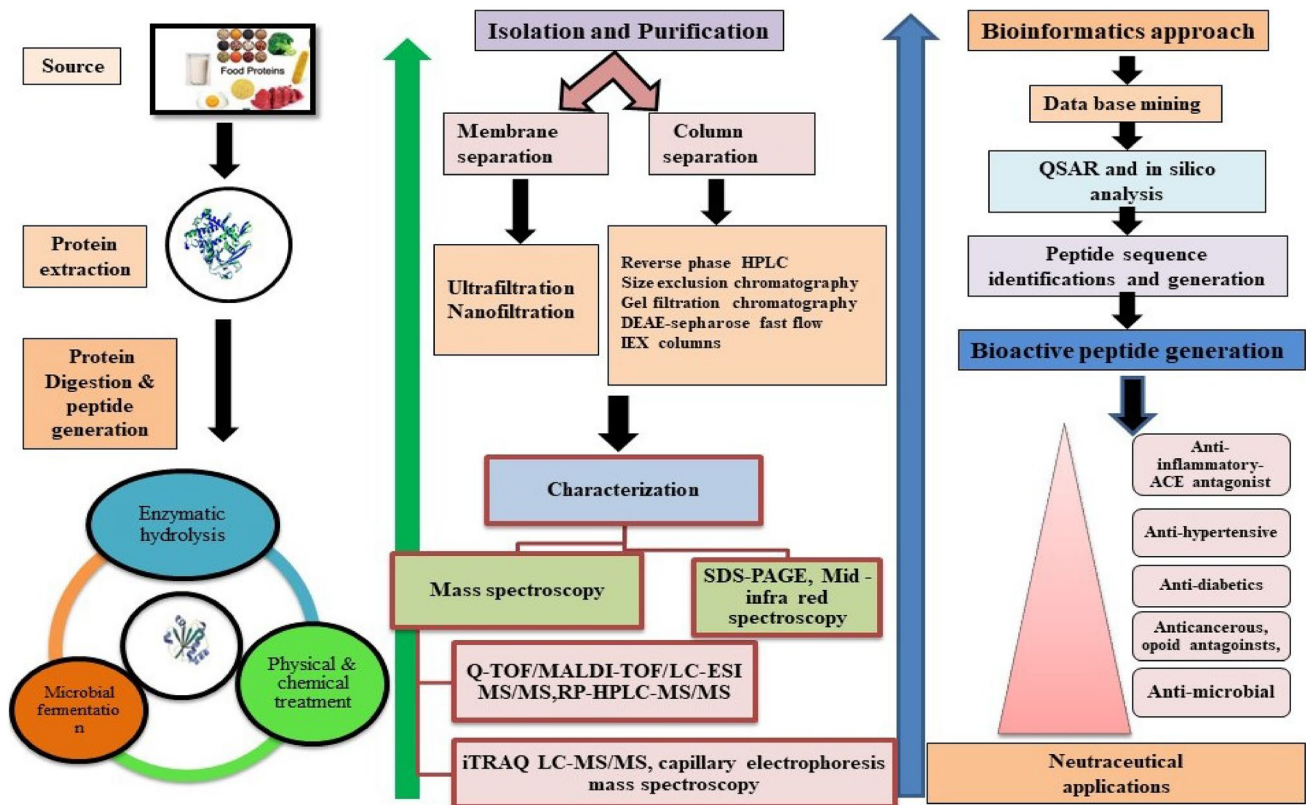 Source
Food Proteins
Protein
extraction
Protein
Digestion &
peptide
generation
Enzymatic
hydrolysis
Physical &
chemical
treatment
Microbial
fermentatio
n
Isolation and Purification
Membrane
separation
Column
separation
Ultrafiltration
Nanofiltration
Reverse phase HPLC
Size exclusion chromatography
Gel filtration chromatography
DEAE-sepharose fast flow
IEX columns
Characterization
Mass spectroscopy
SDS-PAGE, Mid -
infra red
spectroscopy
Q-TOF/MALDI-TOF/LC-ESI
MS/MS,RP-HPLC-MS/MS
iTRAQ LC-MS/MS, capillary electrophoresis
mass spectroscopy
Bioinformatics approach
Data base mining
QSAR and in silico
analysis
Peptide sequence
identifications and generation
Bioactive peptide generation
Anti-
inflammatory-
ACE antagonist
Anti-hypertensive
Anti-diabetics
Anticancerous,
opoid antagoinsts,
Anti-microbial
Neutraceutical
applications